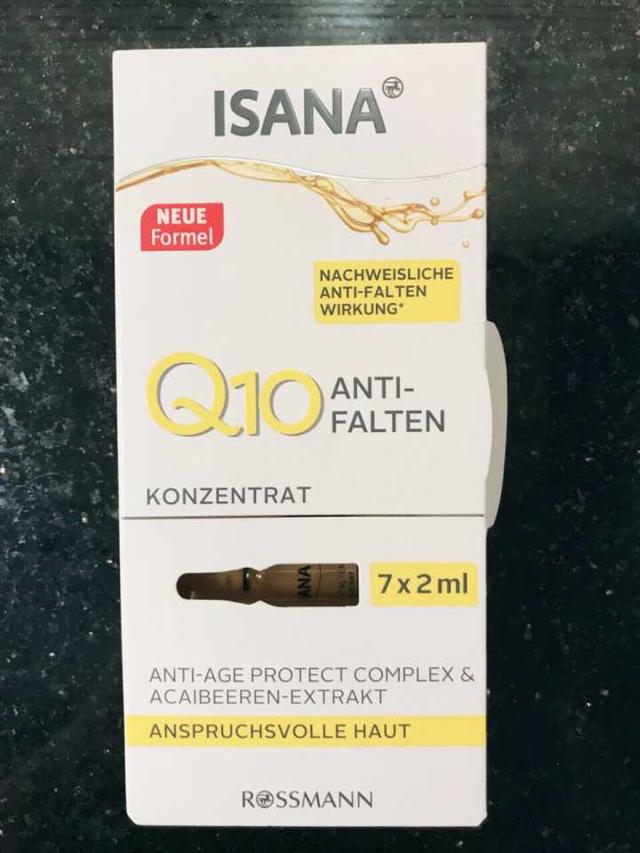 ISANA
NEUE
Formel
NACHWEISLICHE
ANTI-FALTEN
WIRKUNG*
Q10 ANTI-
FALTEN
KONZENTRAT
ANA
7 x 2 ml
ANTI-AGE PROTECT COMPLEX &
ACAIBEEREN-EXTRAKT
ANSPRUCHSVOLLE HAUT
ROSSMANN